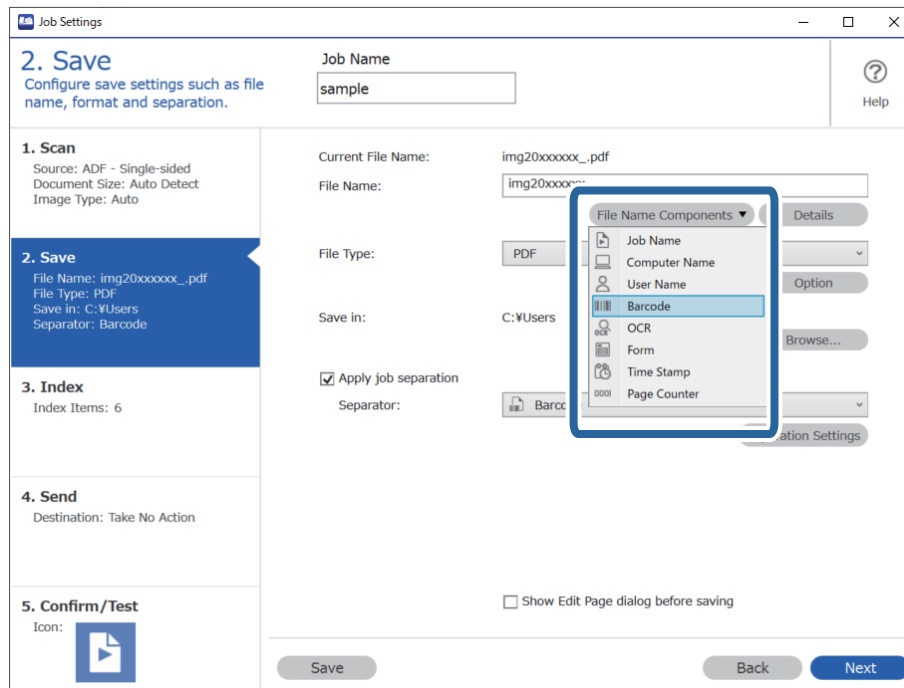 Job Settings
2. Save
Configure save settings such as file
name, format and separation.
Job Name
sample
Help
1. Scan
Source: ADF - Single-sided
Document Size: Auto Detect
Image Type: Auto
2. Save
File Name: img20xxxxxx_.pdf
File Type: PDF
Save in: C:¥Users
Separator: Barcode
3. Index
Index Items: 6
4. Send
Destination: Take No Action
5. Confirm/Test
Icon:
Current File Name: img20xxxxxx_.pdf
File Name: img20xxxxxx
File Name Components ▼ Details
Job Name
Computer Name
User Name
Barcode
OCR
Form
Time Stamp
Page Counter
File Type: PDF
Option
Save in: C:¥Users
Browse...
Apply job separation
Separator: Barc
ation Settings
Show Edit Page dialog before saving
Save Back Next